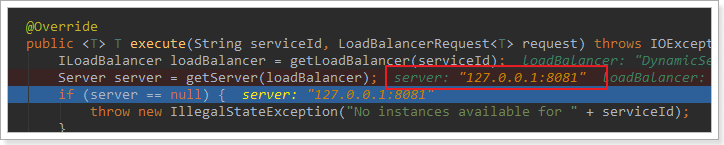 @Override
public <T> T execute(String serviceId, LoadBalancerRequest<T> request) throws IOExcep
ILoadBalancer loadBalancer = getLoadBalancer(serviceId); loadBalancer: "DynamicSe
Server server = getServer(loadBalancer); server: "127.0.0.1:8081" loadBalancer:
if (server == null) { server: "127.0.0.1:8081"
throw new IllegalStateException("No instances available for " + serviceId);
}